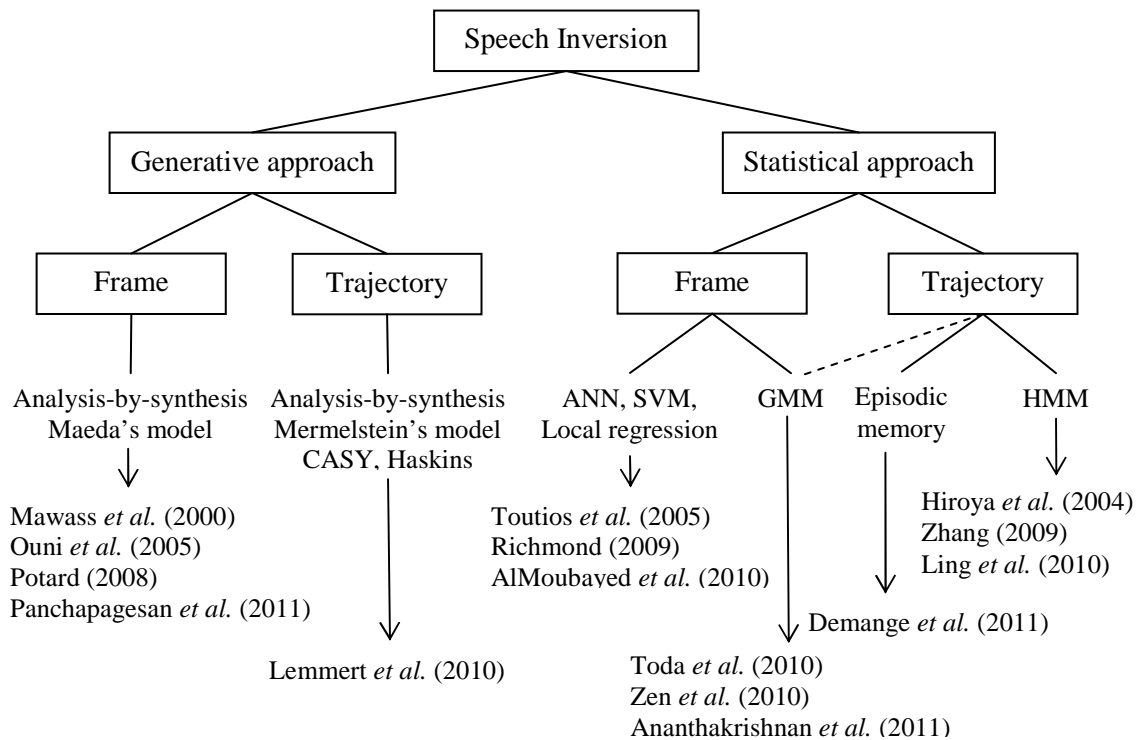 Speech Inversion
Generative approach
Statistical approach
Frame
Trajectory
Frame
Trajectory
Analysis-by-synthesis
Maeda's model
Analysis-by-synthesis
Mermelstein's model
CASY, Haskins
ANN, SVM,
Local regression
GMM
Episodic
memory
HMM
Mawass et al. (2000)
Ouni et al. (2005)
Potard (2008)
Panchapagesan et al. (2011)
Lemmert et al. (2010)
Toutios et al. (2005)
Richmond (2009)
AlMoubayed et al. (2010)
Toda et al. (2010)
Zen et al. (2010)
Ananthakrishnan et al. (2011)
Demange et al. (2011)
Hiroya et al. (2004)
Zhang (2009)
Ling et al. (2010)